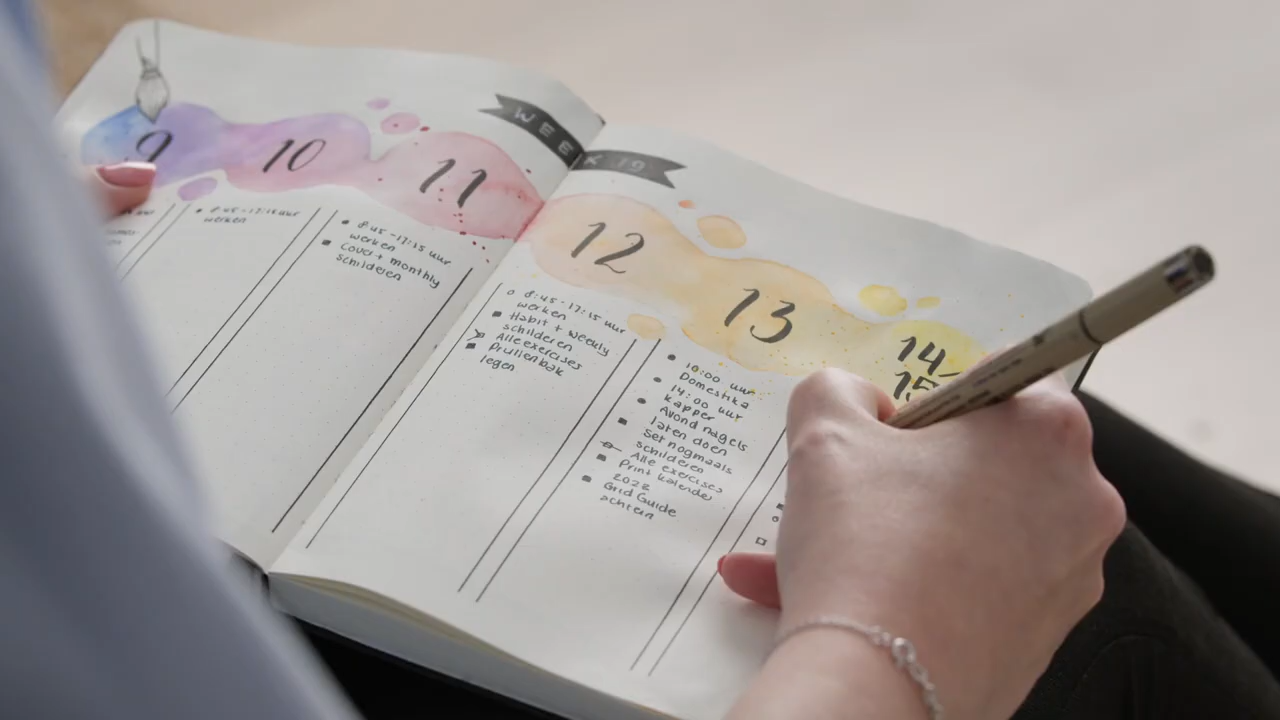 WEEK 19
9
10
11
12
13
14/
15
8:45-17:15 uur
werken
8:45-17:15 uur
werken
Cover + monthly
schilderen
8:45-17:15 uur
werken
Habit + weekly
schilderen
Alle exercises
Prullenbak
legen
10:00 uur
Domestika
14:00 uur
kapper
Avond nagels
laten doen
Set nogmaals
schilderen
Alle exercises
Print kalender
2022
Grid Guide
achterin